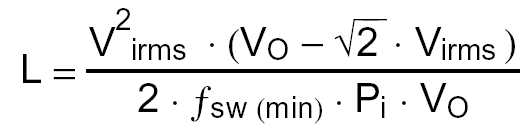 L = V²irms · (VO − √2 · Virms) / 2 · fsw (min) · Pi · VO